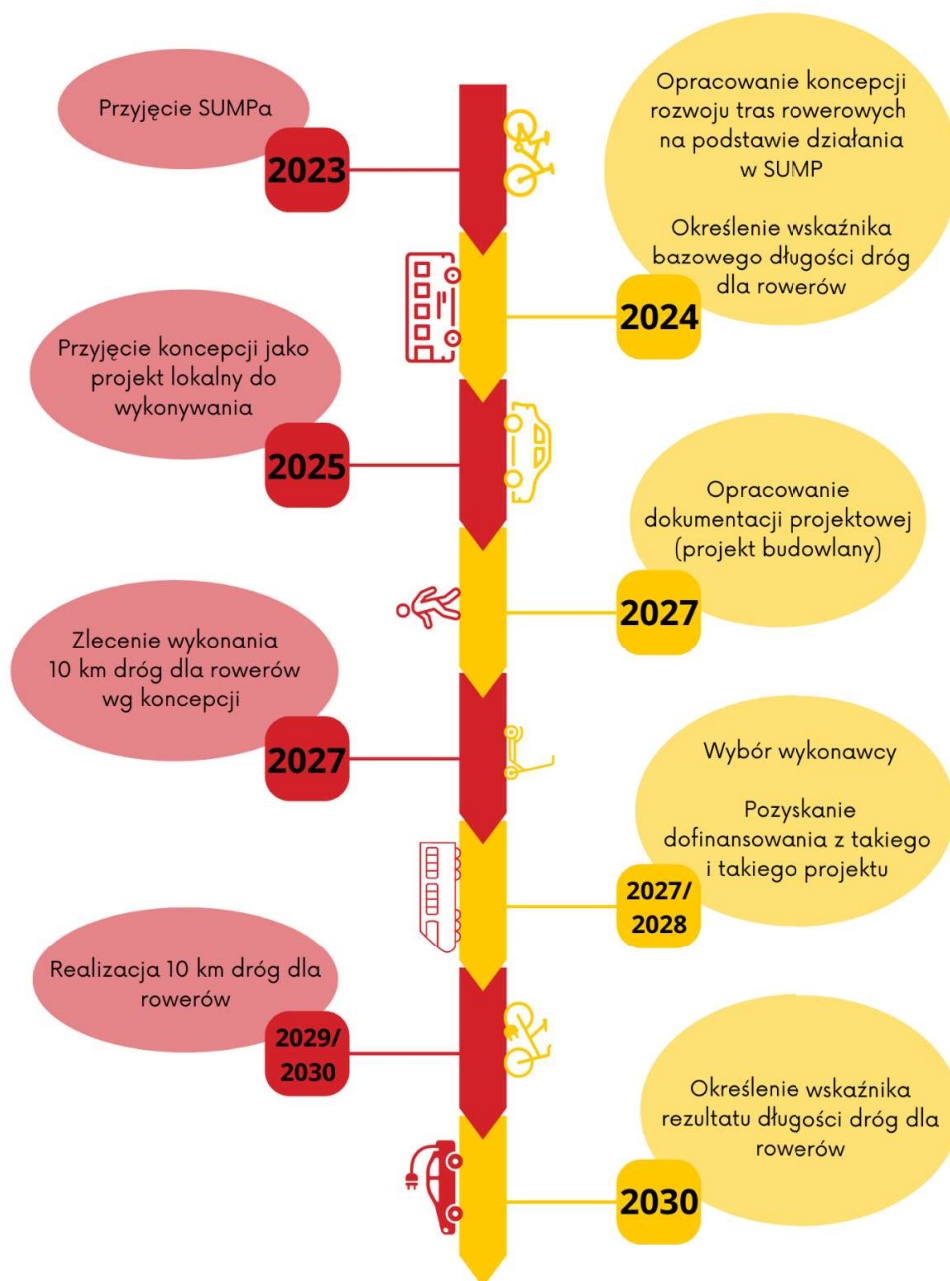 Przyjęcie SUMPa
2023
Opracowanie koncepcji
rozwoju tras rowerowych
na podstawie działania
w SUMP
Określenie wskaźnika
bazowego długości dróg
dla rowerów
2024
Przyjęcie koncepcji jako
projekt lokalny do
wykonywania
2025
Opracowanie
dokumentacji projektowej
(projekt budowlany)
2027
Zlecenie wykonania
10 km dróg dla rowerów
wg koncepcji
2027
Wybór wykonawcy
Pozyskanie
dofinansowania z takiego
i takiego projektu
2027/
2028
Realizacja 10 km dróg dla
rowerów
2029/
2030
Określenie wskaźnika
rezultatu długości dróg dla
rowerów
2030